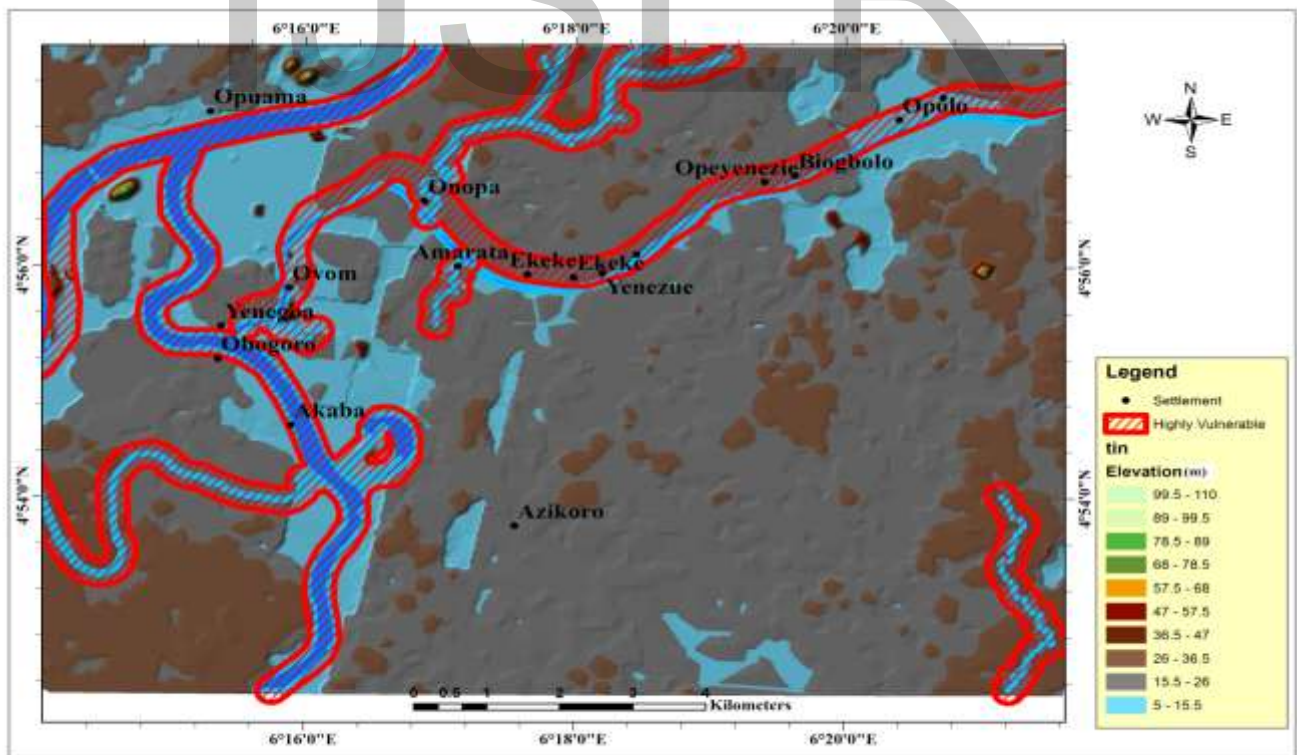 IJSER
6°16'0"E 6°18'0"E 6°20'0"E
N
W E
S
Opuama
Opolo
Opeyenezie Biogbolo
Onopa
4°56'0"N
Amarata Ekeke Ekeke
4°56'0"N
Ovom
Yenezue
Yenegoa
Obogoro
Akaba
4°54'0"N
Azikoro
4°54'0"N
Legend
Settlement
Highly Vulnerable
tin
Elevation(m)
99.5 - 110
89 - 99.5
78.5 - 89
68 - 78.5
57.5 - 68
47 - 57.5
36.5 - 47
26 - 36.5
15.5 - 26
5 - 15.5
0 0.5 1 2 3 4
Kilometers
6°16'0"E 6°18'0"E 6°20'0"E